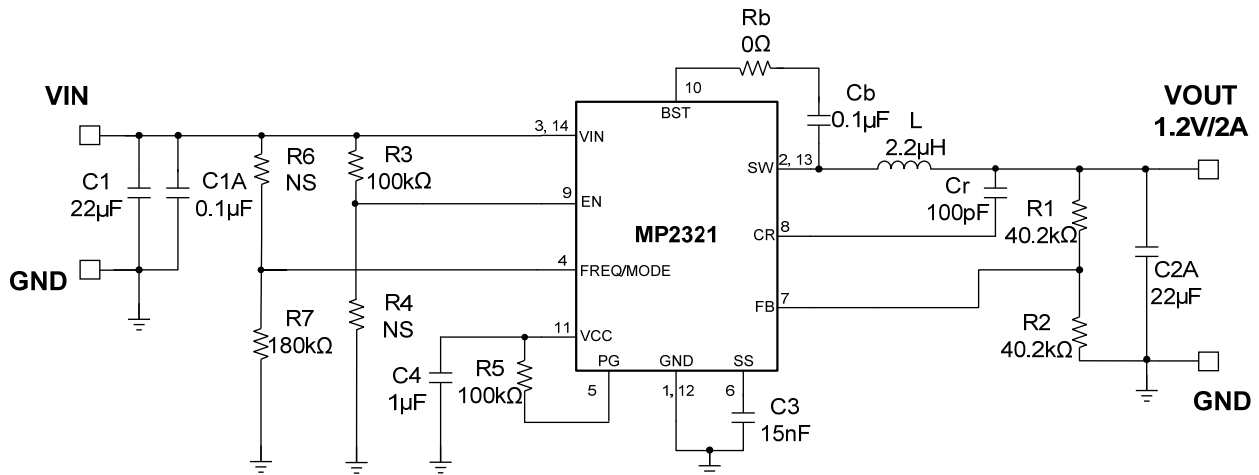 Rb
0Ω
VIN
10
BST
Cb
0.1µF
VOUT
1.2V/2A
3, 14
VIN
L
2.2µH
C1
22µF
C1A
0.1µF
R6
NS
R3
100kΩ
SW
2, 13
9
EN
Cr
100pF
R1
40.2kΩ
MP2321
CR
8
GND
4
FREQ/MODE
C2A
22µF
R7
180kΩ
R4
NS
FB
7
R2
40.2kΩ
11
VCC
C4
1µF
R5
100kΩ
PG
GND
SS
5
1, 12
6
C3
15nF
GND